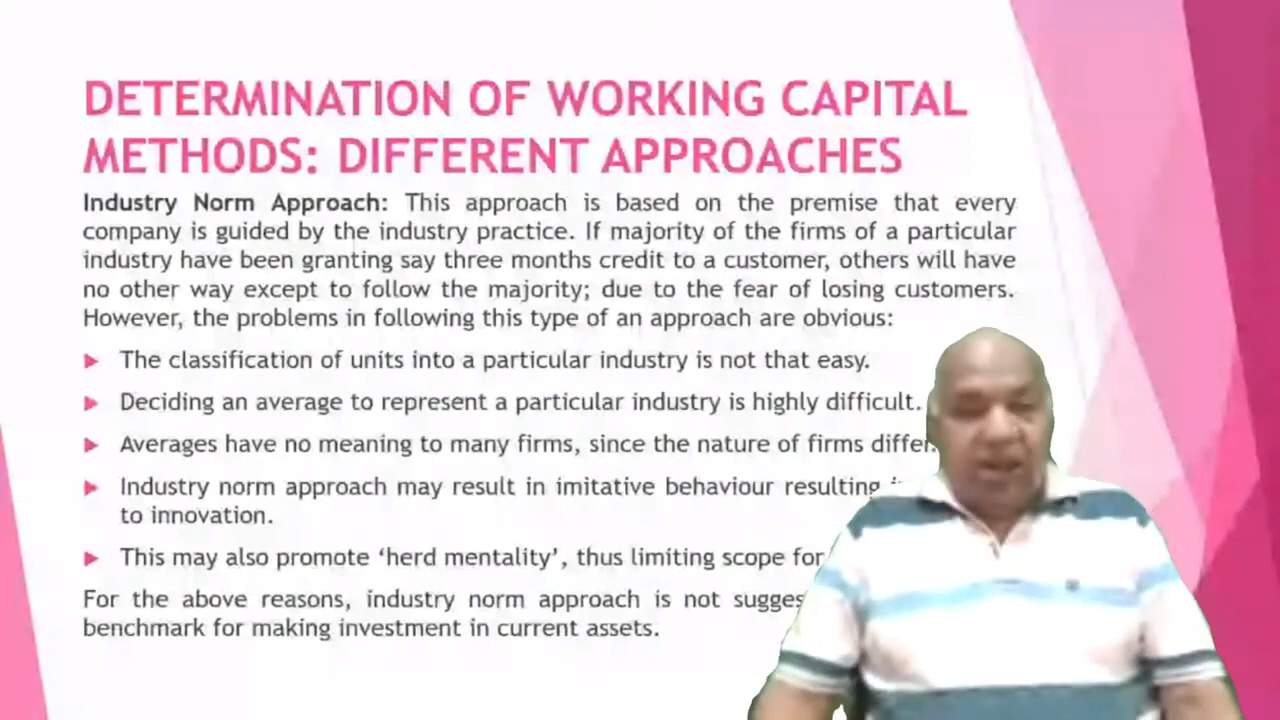 DETERMINATION OF WORKING CAPITAL
METHODS: DIFFERENT APPROACHES
Industry Norm Approach: This approach is based on the premise that every
company is guided by the industry practice. If majority of the firms of a particular
industry have been granting say three months credit to a customer, others will have
no other way except to follow the majority; due to the fear of losing customers.
However, the problems in following this type of an approach are obvious:
The classification of units into a particular industry is not that easy.
Deciding an average to represent a particular industry is highly difficult.
Averages have no meaning to many firms, since the nature of firms differ.
Industry norm approach may result in imitative behaviour resulting
to innovation.
This may also promote ‘herd mentality’, thus limiting scope for
For the above reasons, industry norm approach is not
benchmark for making investment in current assets.